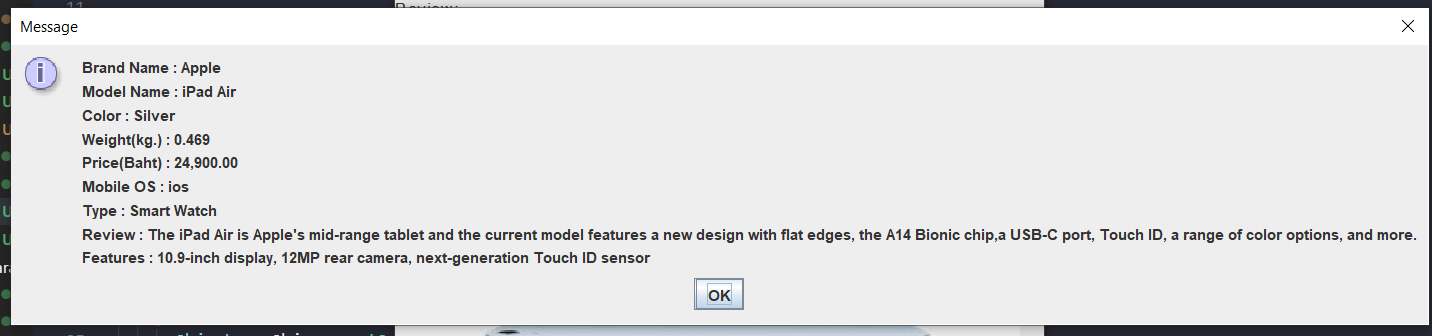 11
Review
Message
Brand Name : Apple
Model Name : iPad Air
Color : Silver
Weight(kg.) : 0.469
Price(Baht) : 24,900.00
Mobile OS : ios
Type : Smart Watch
Review : The iPad Air is Apple's mid-range tablet and the current model features a new design with flat edges, the A14 Bionic chip,a USB-C port, Touch ID, a range of color options, and more.
Features : 10.9-inch display, 12MP rear camera, next-generation Touch ID sensor
OK